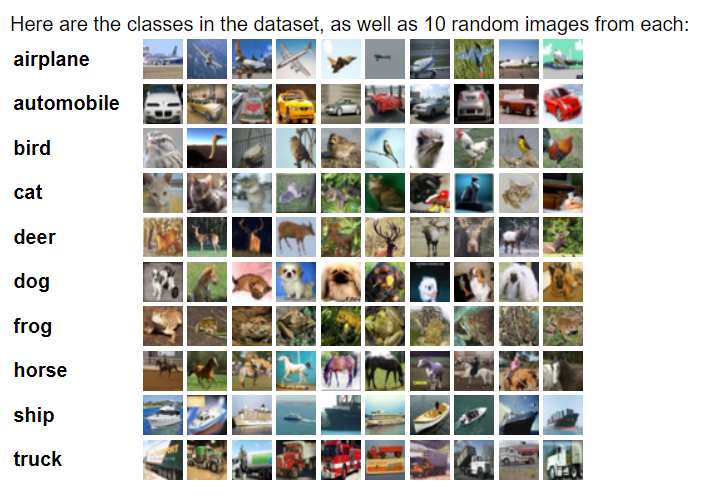 Here are the classes in the dataset, as well as 10 random images from each:
airplane
automobile
bird
cat
deer
dog
frog
horse
ship
truck